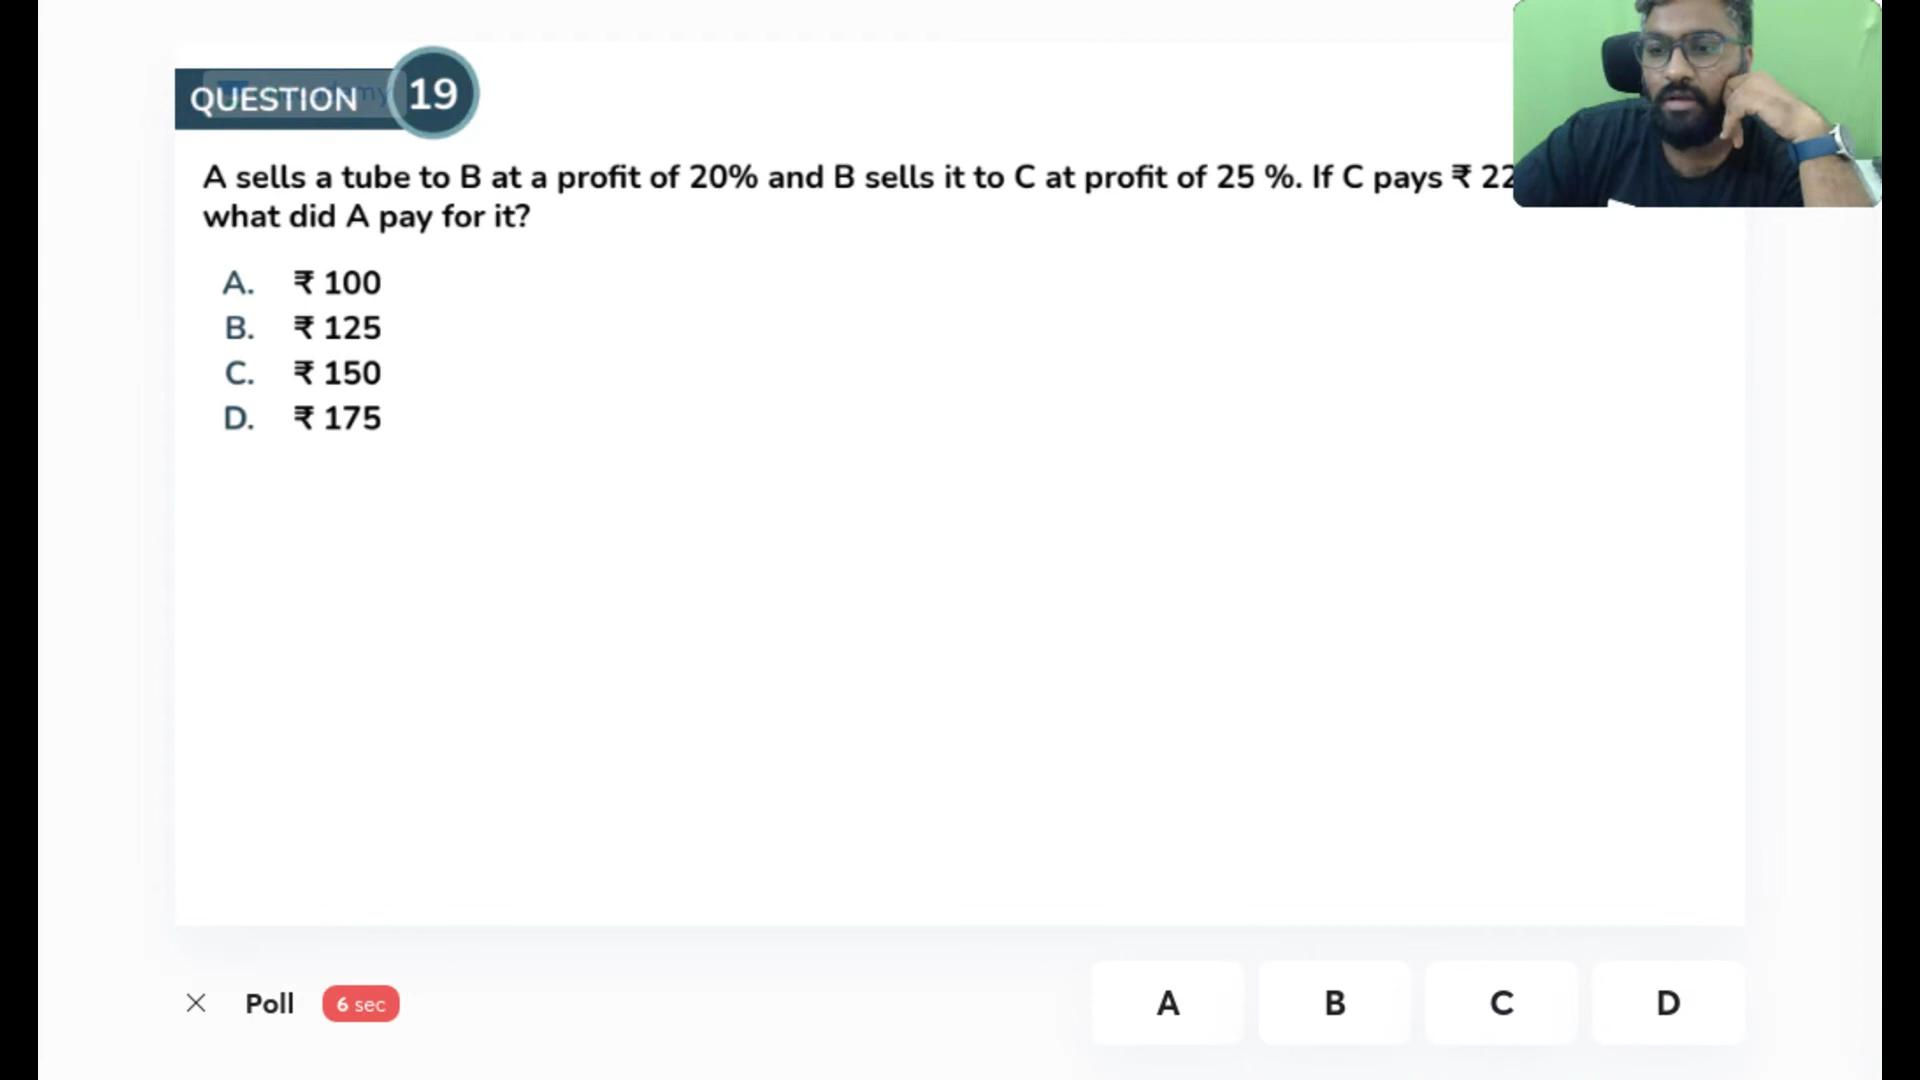 QUESTION 19
A sells a tube to B at a profit of 20% and B sells it to C at profit of 25 %. If C pays ₹ 22
what did A pay for it?
A. ₹ 100
B. ₹ 125
C. ₹ 150
D. ₹ 175
Poll 6 sec
A B C D